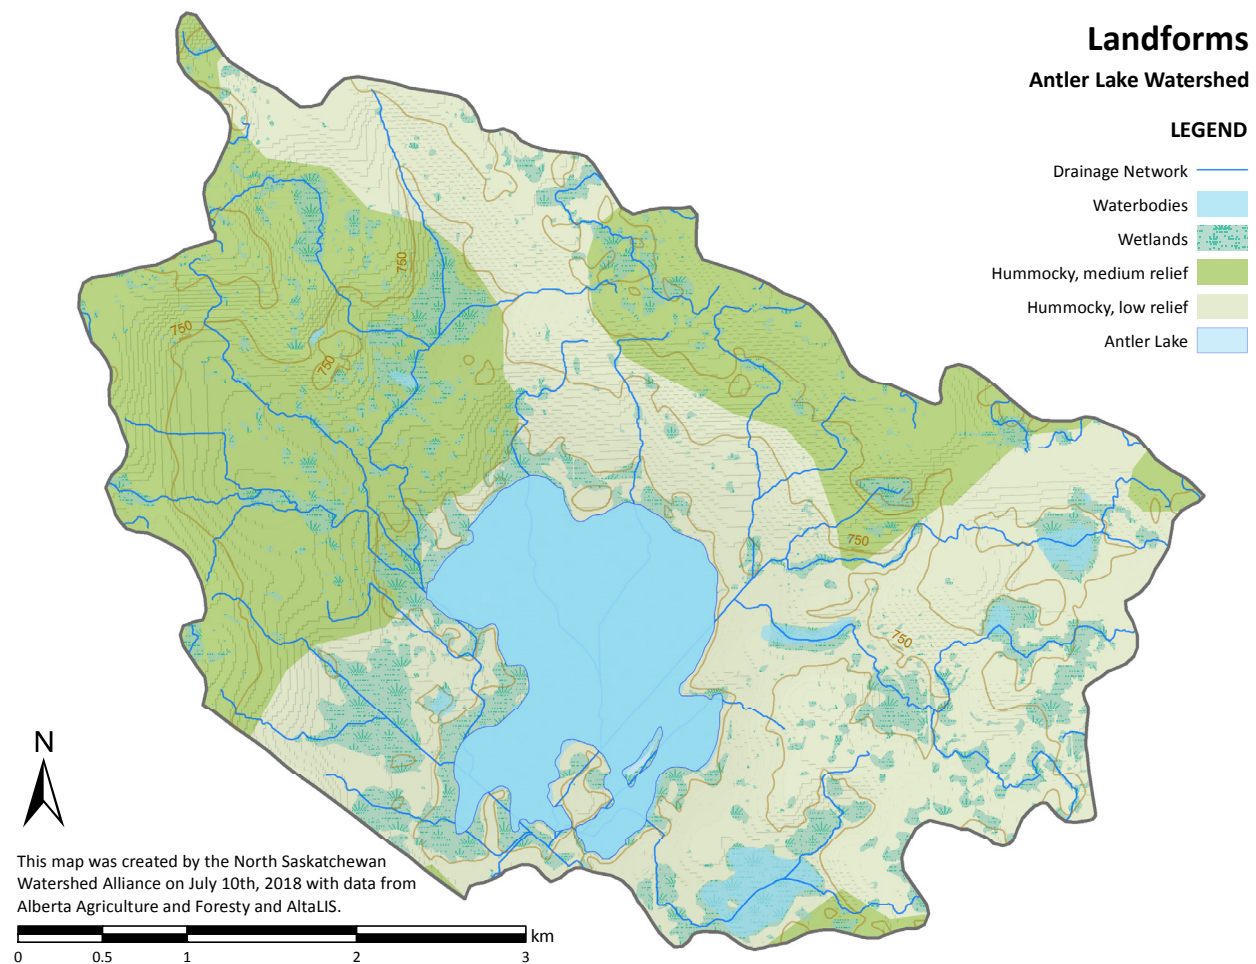 Landforms
Antler Lake Watershed
LEGEND
Drainage Network
Waterbodies
Wetlands
Hummocky, medium relief
Hummocky, low relief
Antler Lake
750
750
750
750
750
N
This map was created by the North Saskatchewan
Watershed Alliance on July 10th, 2018 with data from
Alberta Agriculture and Foresty and AltaLIS.
km
0 0.5 1 2 3